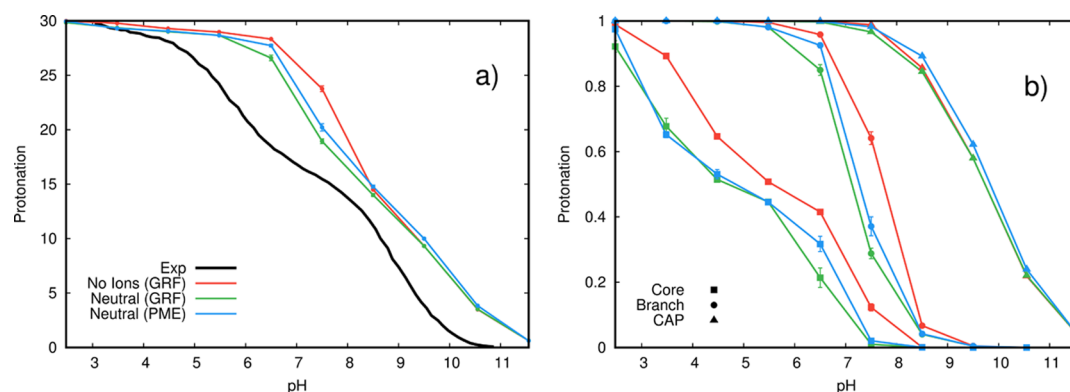 a)
Protonation
30
25
20
15
10
5
0
Exp
No Ions (GRF)
Neutral (GRF)
Neutral (PME)
3 4 5 6 7 8 9 10 11
pH
b)
Protonation
1
0.8
0.6
0.4
0.2
0
Core
Branch
CAP
3 4 5 6 7 8 9 10 11
pH